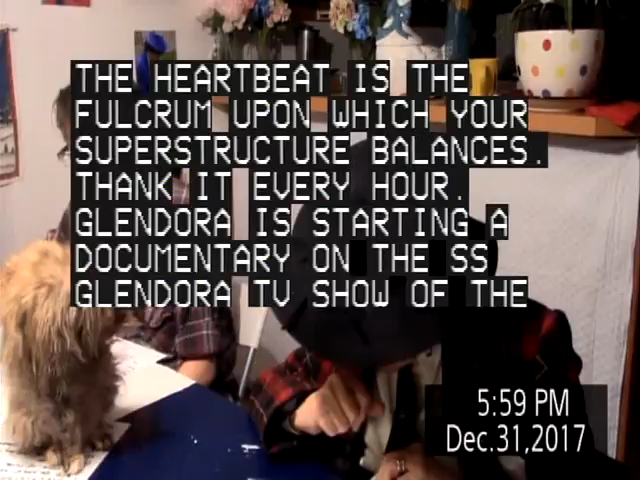 THE HEARTBEAT IS THE
FULCRUM UPON WHICH YOUR
SUPERSTRUCTURE BALANCES.
THANK IT EVERY HOUR.
GLENDORA IS STARTING A
DOCUMENTARY ON THE SS
GLENDORA TV SHOW OF THE
5:59 PM
Dec.31,2017